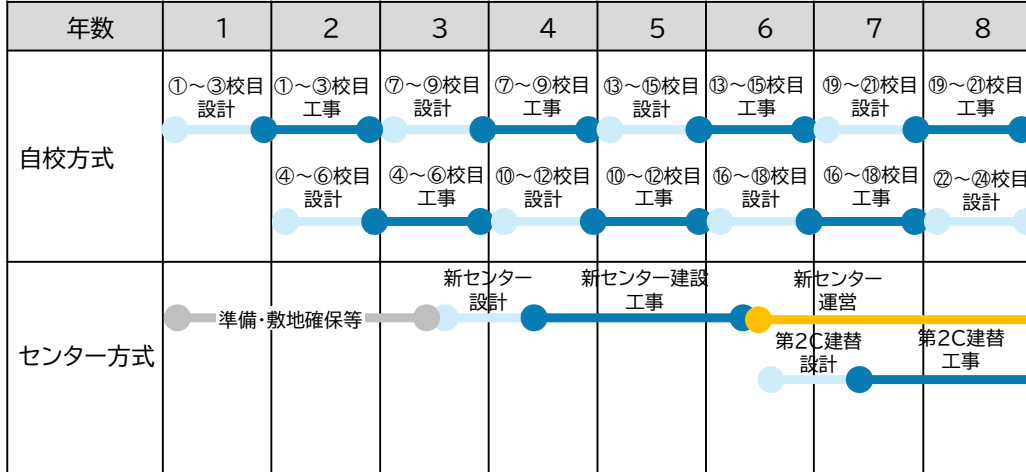 年数 1 2 3 4 5 6 7 8
自校方式
①～③校目 ①～③校目 ⑦～⑨校目 ⑦～⑨校目 ⑬～⑮校目 ⑬～⑮校目 ⑲～㉑校目 ⑲～㉑校目
設計 工事 設計 工事 設計 工事 設計 工事
④～⑥校目 ④～⑥校目 ⑩～⑫校目 ⑩～⑫校目 ⑯～⑱校目 ⑯～⑱校目 ㉒～㉔校目
設計 工事 設計 工事 設計 工事 設計
センター方式
準備・敷地確保等
新センター
設計
新センター建設
工事
新センター
運営
第2C建替
設計
第2C建替
工事